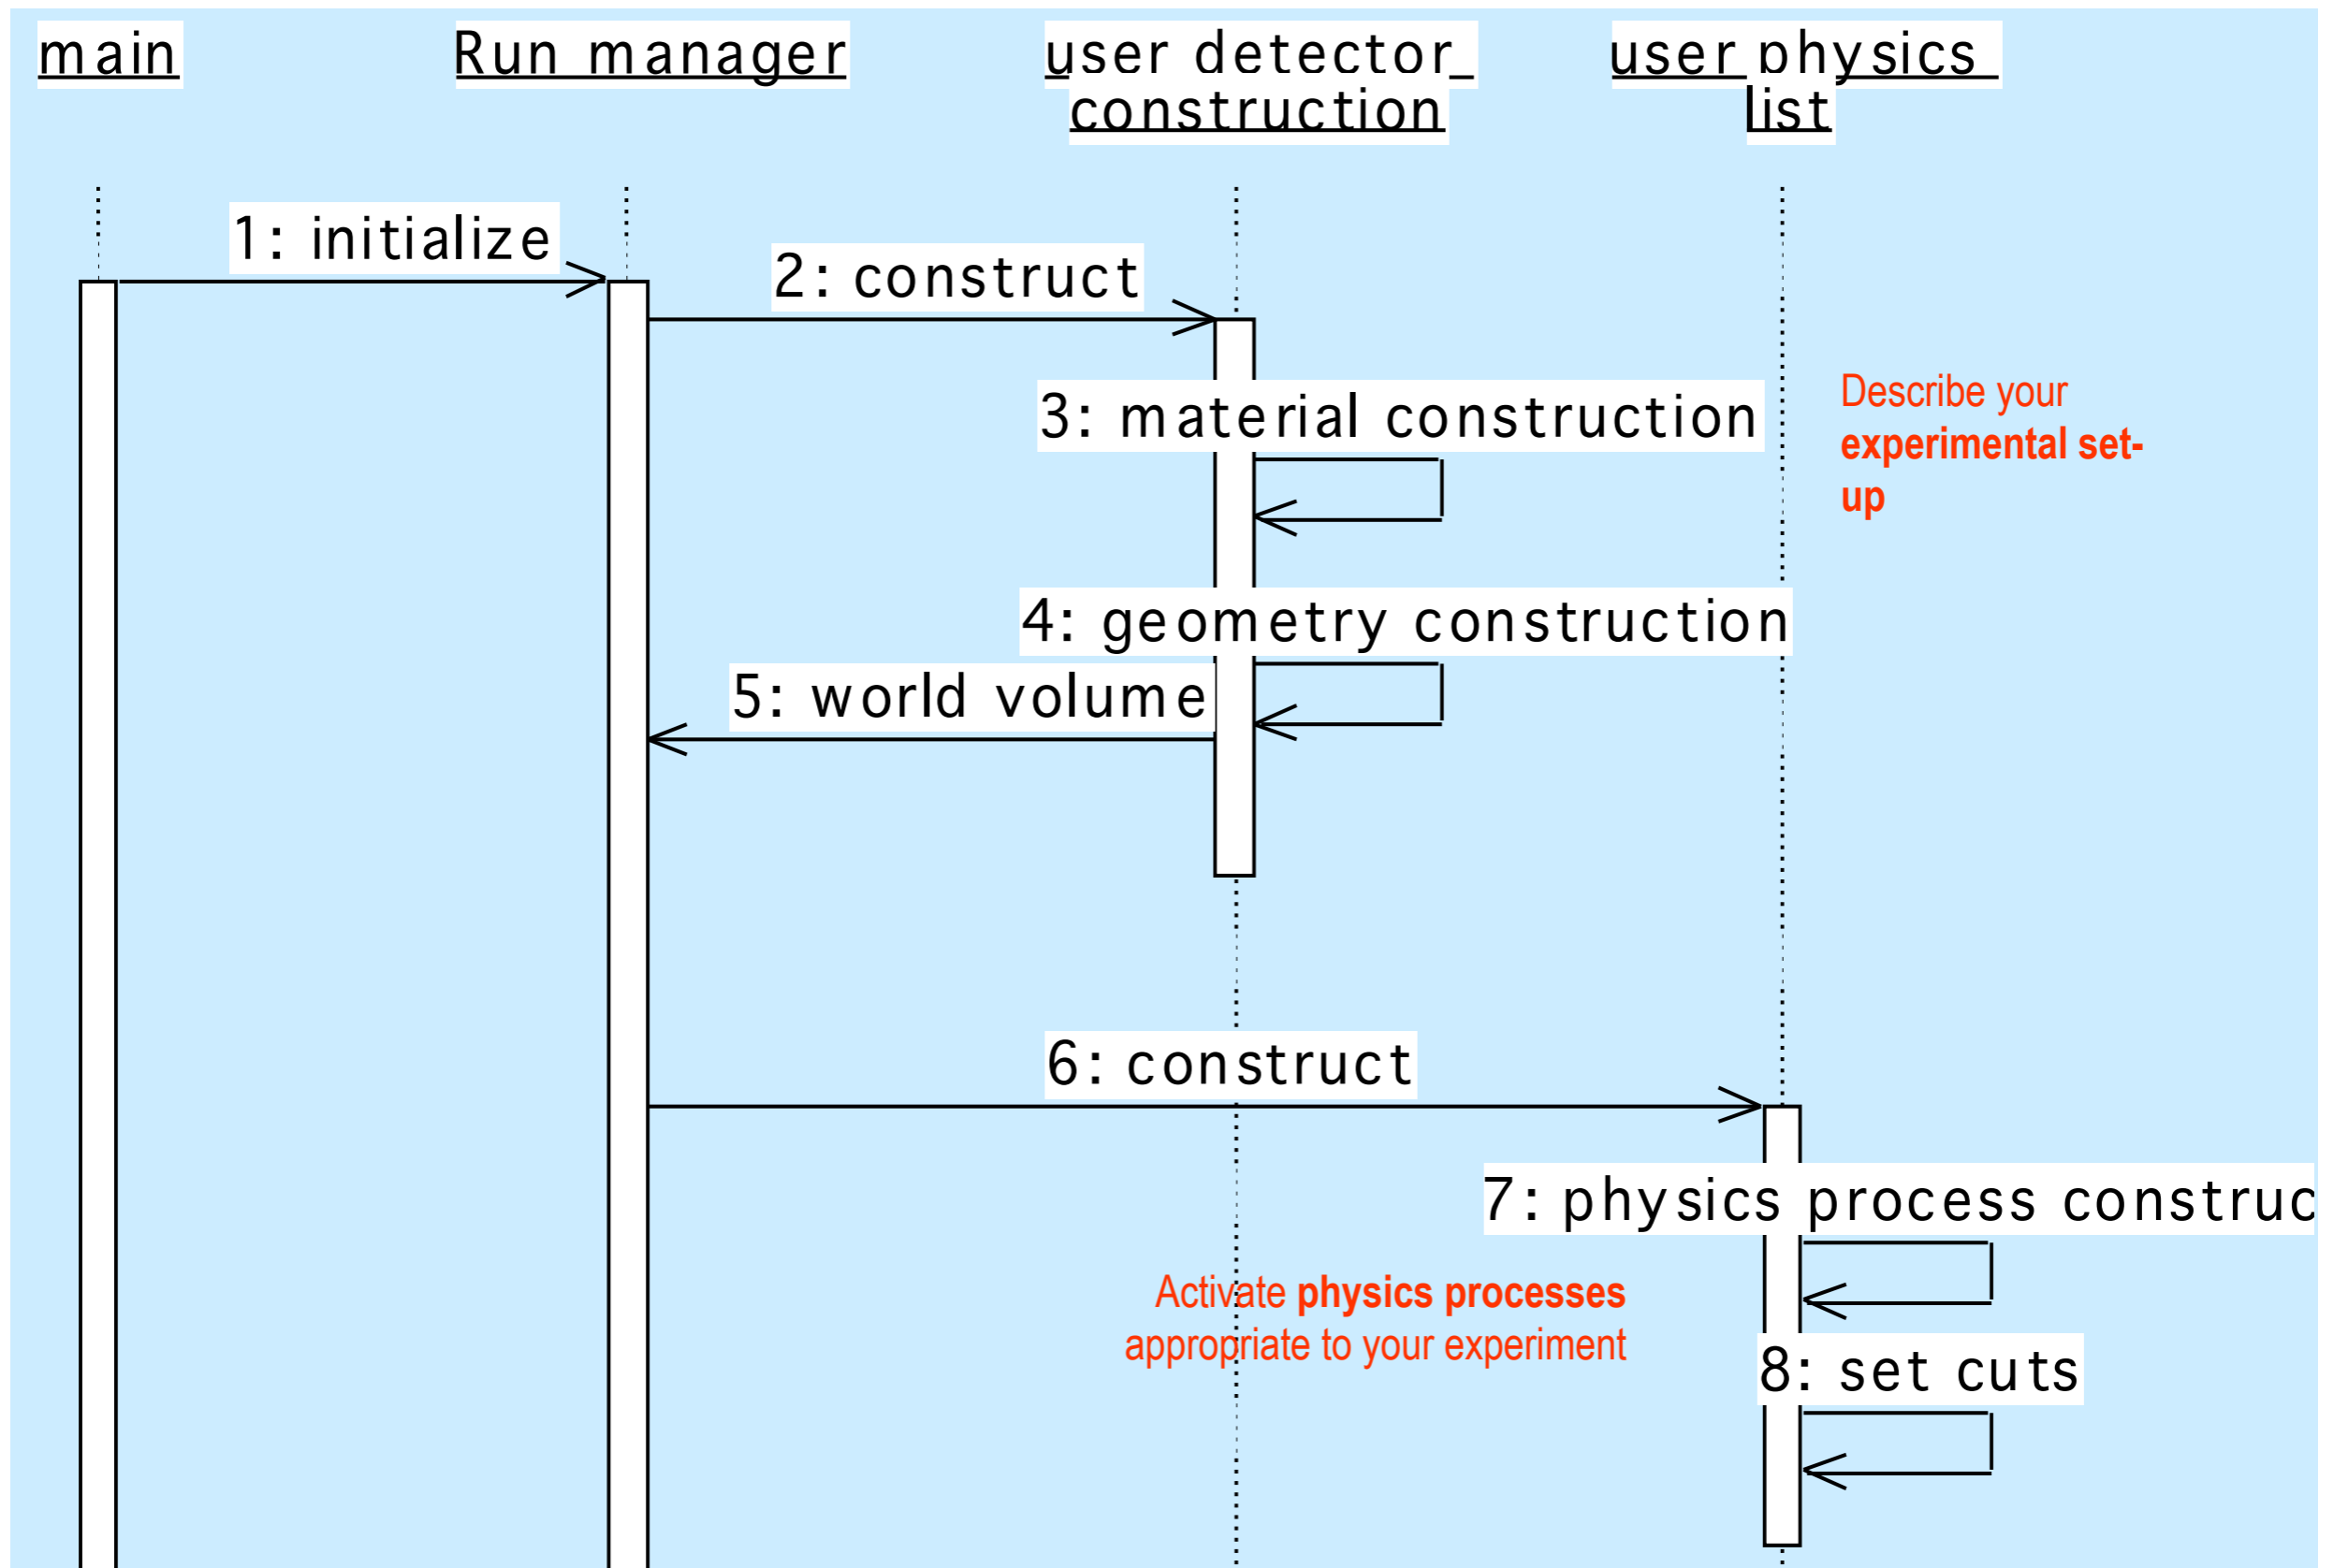 main
Run manager
user detector
construction
user physics
list
1: initialize
2: construct
3: material construction
Describe your
experimental set-
up
4: geometry construction
5: world volume
6: construct
7: physics process construc
Activate physics processes
appropriate to your experiment
8: set cuts